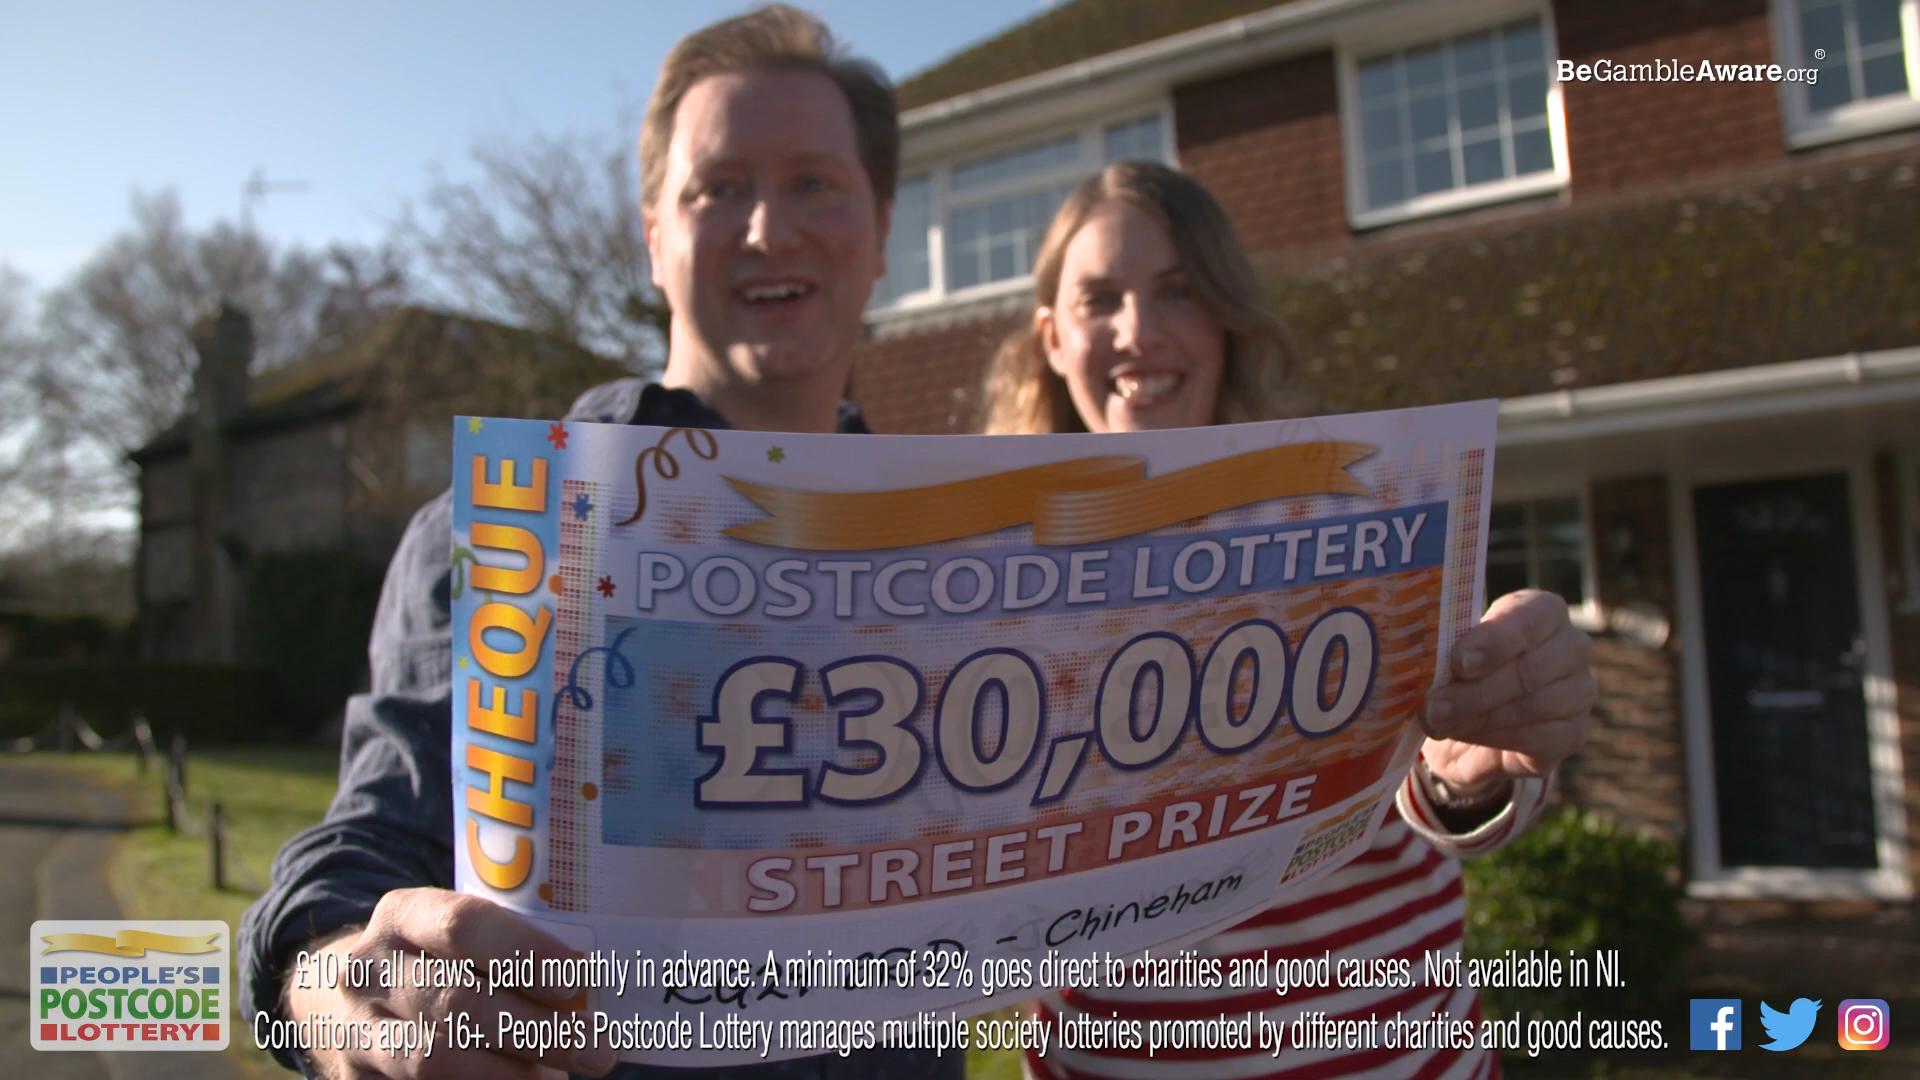 BeGambleAware.org®
CHEQUE
POSTCODE LOTTERY
£30,000
STREET PRIZE
PEOPLE'S
POSTCODE
LOTTERY
- Chineham
£10 for all draws, paid monthly in advance. A minimum of 32% goes direct to charities and good causes. Not available in NI.
Conditions apply 16+. People's Postcode Lottery manages multiple society lotteries promoted by different charities and good causes.
PEOPLE'S
POSTCODE
LOTTERY